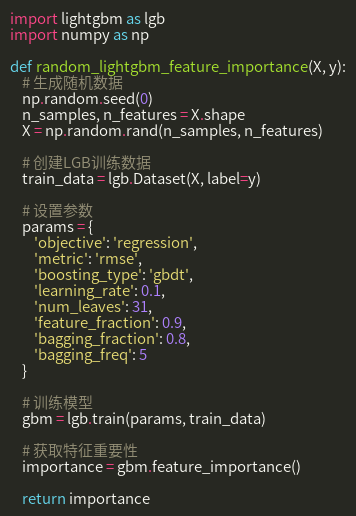 import lightgbm as lgb
import numpy as np
def random_lightgbm_feature_importance(X, y):
# 生成随机数据
np.random.seed(0)
n_samples, n_features = X.shape
X = np.random.rand(n_samples, n_features)
# 创建LGB训练数据
train_data = lgb.Dataset(X, label=y)
# 设置参数
params = {
'objective': 'regression',
'metric': 'rmse',
'boosting_type': 'gbdt',
'learning_rate': 0.1,
'num_leaves': 31,
'feature_fraction': 0.9,
'bagging_fraction': 0.8,
'bagging_freq': 5
}
# 训练模型
gbm = lgb.train(params, train_data)
# 获取特征重要性
importance = gbm.feature_importance()
return importance